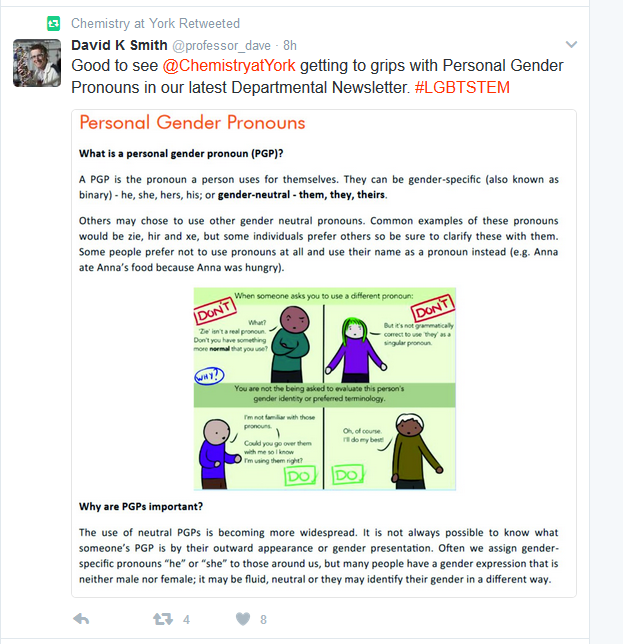 Chemistry at York Retweeted
David K Smith @professor_dave · 8h
Good to see @ChemistryatYork getting to grips with Personal Gender
Pronouns in our latest Departmental Newsletter. #LGBTSTEM
Personal Gender Pronouns
What is a personal gender pronoun (PGP)?
A PGP is the pronoun a person uses for themselves. They can be gender-specific (also known as
binary) - he, she, hers, his; or gender-neutral - them, they, theirs.
Others may chose to use other gender neutral pronouns. Common examples of these pronouns
would be zie, hir and xe, but some individuals prefer others so be sure to clarify these with them.
Some people prefer not to use pronouns at all and use their name as a pronoun instead (e.g. Anna
ate Anna's food because Anna was hungry).
When someone asks you to use a different pronoun:
DON'T
What?
'Zie' isn't a real pronoun.
Don't you have something
more normal that you use?
DON'T
But it's not grammatically
correct to use 'they' as a
singular pronoun.
WHY?
You are not the being asked to evaluate this person's
gender identity or preferred terminology.
I'm not familiar with those
pronouns.
Could you go over them
with me so I know
I'm using them right?
DO
Oh, of course.
I'll do my best!
DO
Why are PGPs important?
The use of neutral PGPs is becoming more widespread. It is not always possible to know what
someone's PGP is by their outward appearance or gender presentation. Often we assign gender-
specific pronouns "he" or "she" to those around us, but many people have a gender expression that is
neither male nor female; it may be fluid, neutral or they may identify their gender in a different way.
4
8